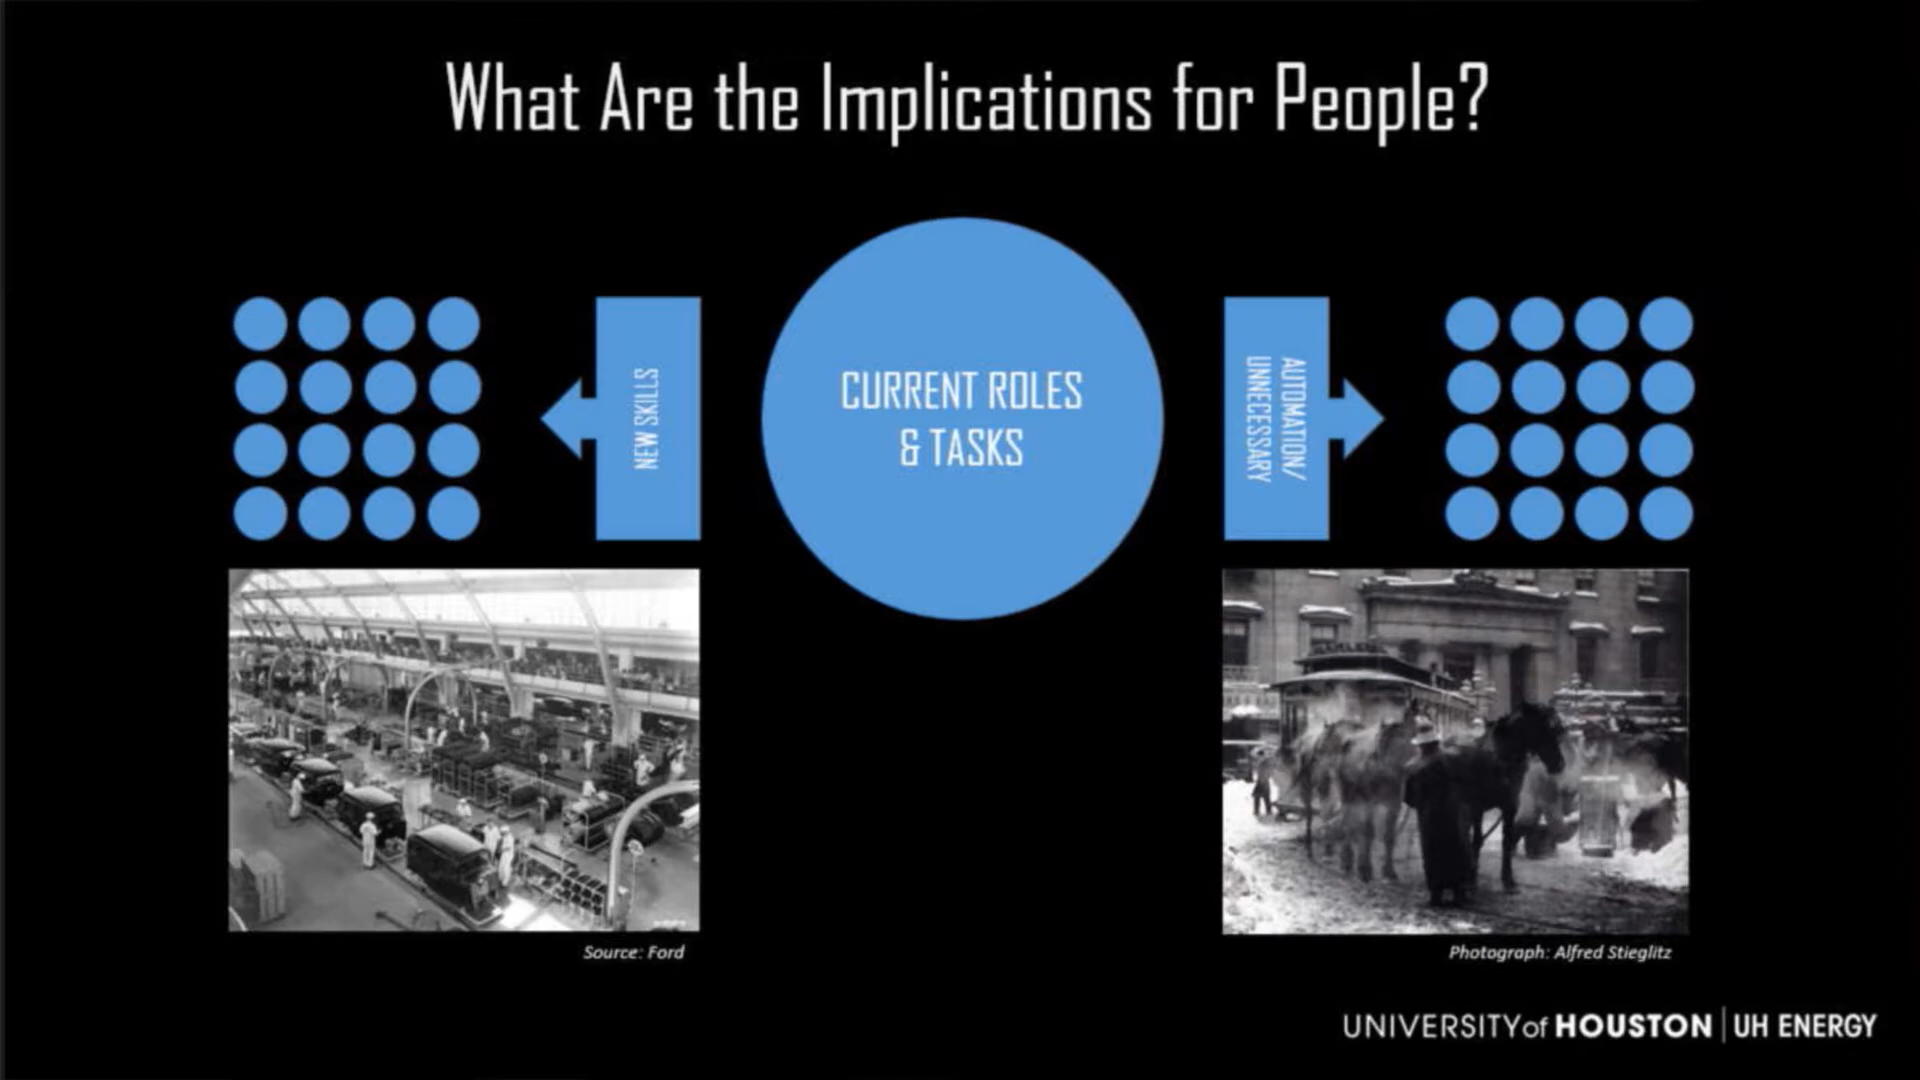 What Are the Implications for People?
NEW SKILLS
CURRENT ROLES
& TASKS
AUTOMATION/
UNNECESSARY
Source: Ford
Photograph: Alfred Stieglitz
UNIVERSITY of HOUSTON | UH ENERGY